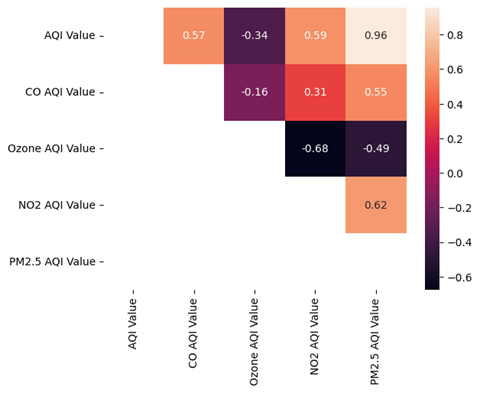 AQI Value
0.57 -0.34 0.59 0.96
CO AQI Value
-0.16 0.31 0.55
Ozone AQI Value
-0.68 -0.49
NO2 AQI Value
0.62
PM2.5 AQI Value
AQI Value
CO AQI Value
Ozone AQI Value
NO2 AQI Value
PM2.5 AQI Value
0.8
0.6
0.4
0.2
0.0
-0.2
-0.4
-0.6